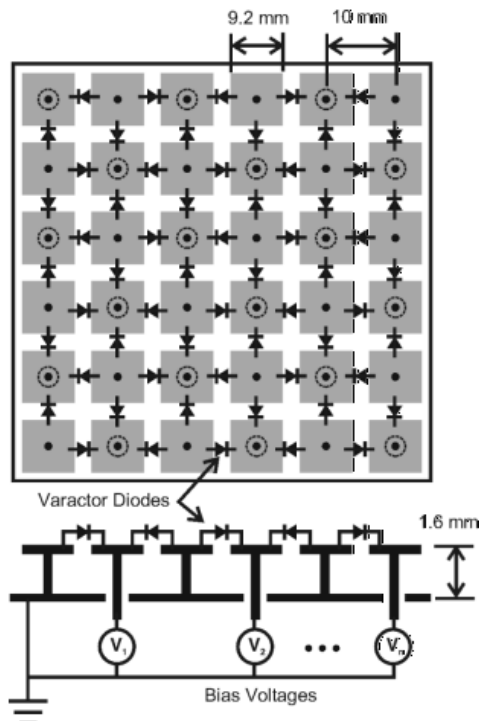 9.2 mm
10 mm
Varactor Diodes
1.6 mm
V1
V2
Vn
Bias Voltages